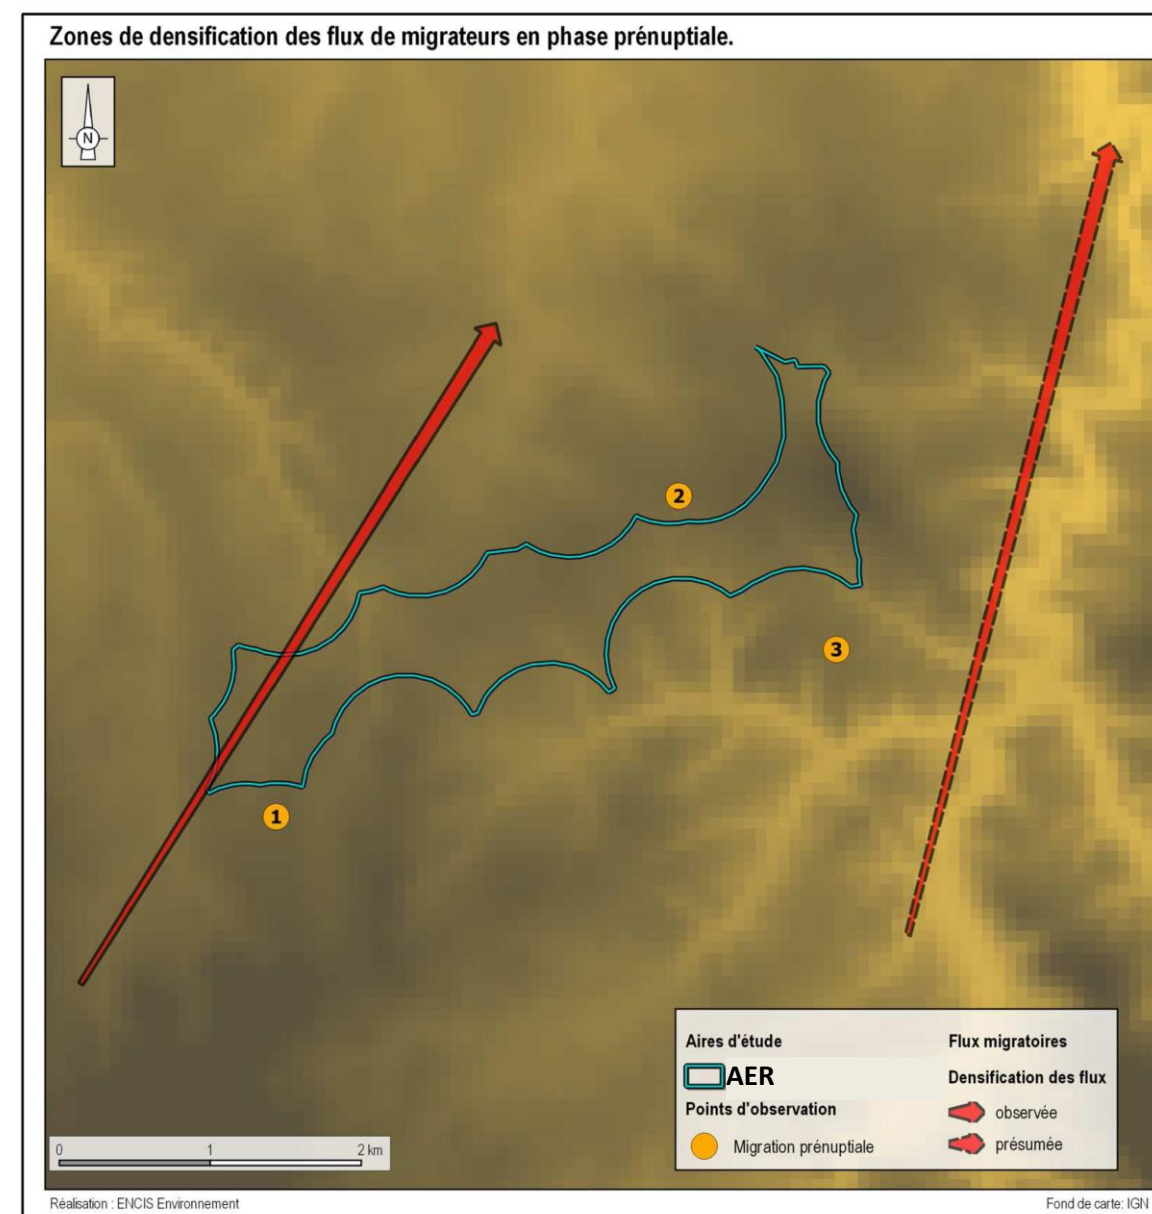 Zones de densification des flux de migrateurs en phase prénuptiale.
N
2
3
1
Aires d'étude
AER
Points d'observation
Migration prénuptiale
Flux migratoires
Densification des flux
observée
présumée
0 1 2 km
Réalisation : ENCIS Environnement
Fond de carte: IGN